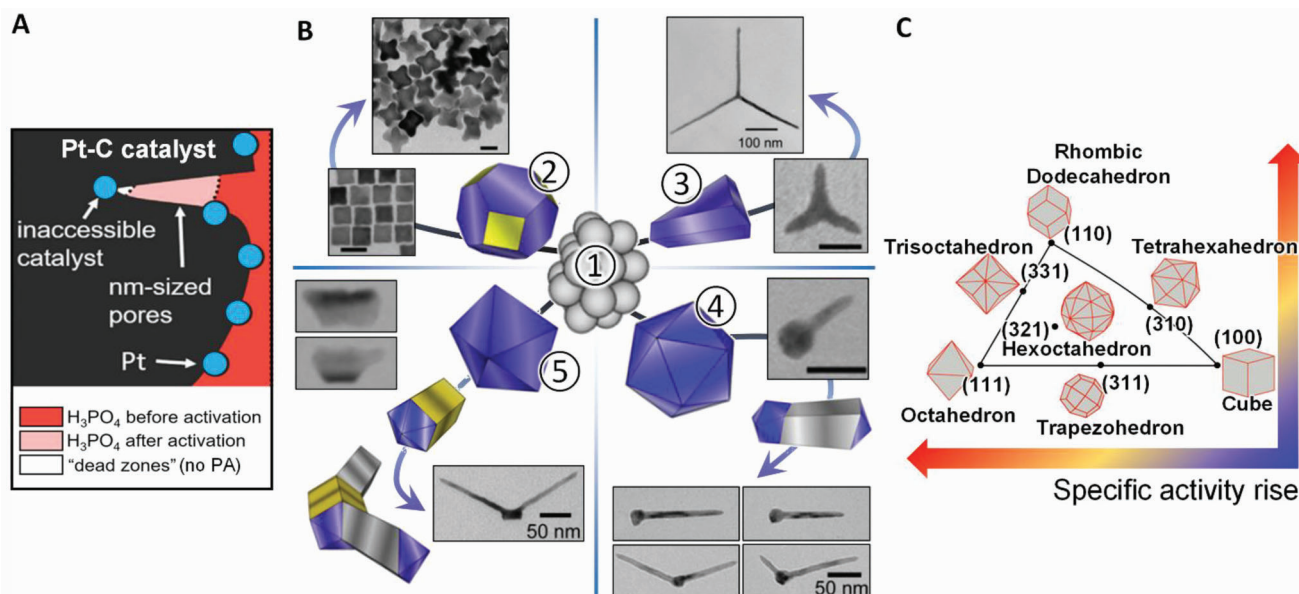 A
Pt-C catalyst
inaccessible
catalyst
nm-sized
pores
Pt
H₃PO₄ before activation
H₃PO₄ after activation
“dead zones” (no PA)
B
100 nm
2
3
1
4
5
50 nm
50 nm
C
Rhombic
Dodecahedron
(110)
Trisoctahedron
Tetrahexahedron
(331)
(321)
(310)
Hexoctahedron
(100)
(111)
(311)
Octahedron
Trapezohedron
Cube
Specific activity rise